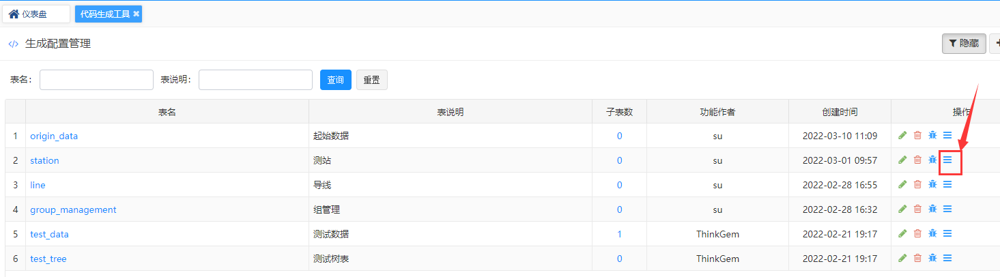 仪表盘 代码生成工具
生成配置管理 隐藏
表名： 表说明： 查询 重置
表名 表说明 子表数 功能作者 创建时间 操作
1 origin_data 起始数据 0 su 2022-03-10 11:09
2 station 测站 0 su 2022-03-01 09:57
3 line 导线 0 su 2022-02-28 16:55
4 group_management 组管理 0 su 2022-02-28 16:32
5 test_data 测试数据 1 ThinkGem 2022-02-21 19:17
6 test_tree 测试树表 0 ThinkGem 2022-02-21 19:17